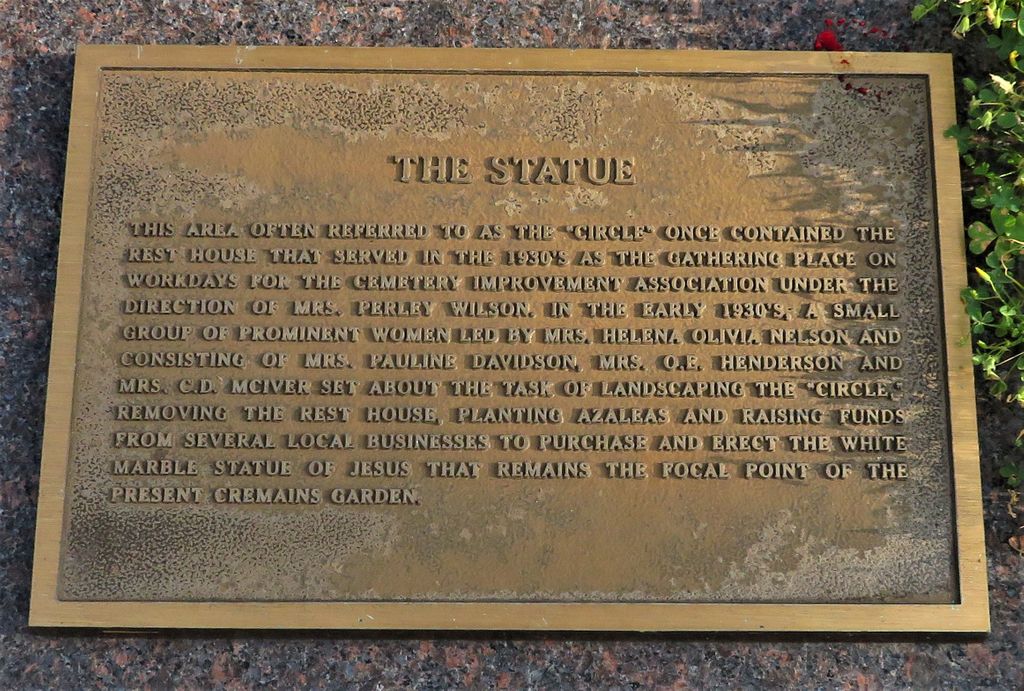 THE STATUE
THIS AREA OFTEN REFERRED TO AS THE "CIRCLE" ONCE CONTAINED THE
REST HOUSE THAT SERVED IN THE 1930'S AS THE GATHERING PLACE ON
WORKDAYS FOR THE CEMETERY IMPROVEMENT ASSOCIATION UNDER THE
DIRECTION OF MRS. PERLEY WILSON. IN THE EARLY 1930'S, A SMALL
GROUP OF PROMINENT WOMEN LED BY MRS. HELENA OLIVIA NELSON AND
CONSISTING OF MRS. PAULINE DAVIDSON, MRS. O.E. HENDERSON AND
MRS. C.D. MCIVER SET ABOUT THE TASK OF LANDSCAPING THE "CIRCLE,"
REMOVING THE REST HOUSE, PLANTING AZALEAS AND RAISING FUNDS
FROM SEVERAL LOCAL BUSINESSES TO PURCHASE AND ERECT THE WHITE
MARBLE STATUE OF JESUS THAT REMAINS THE FOCAL POINT OF THE
PRESENT CREMAINS GARDEN.